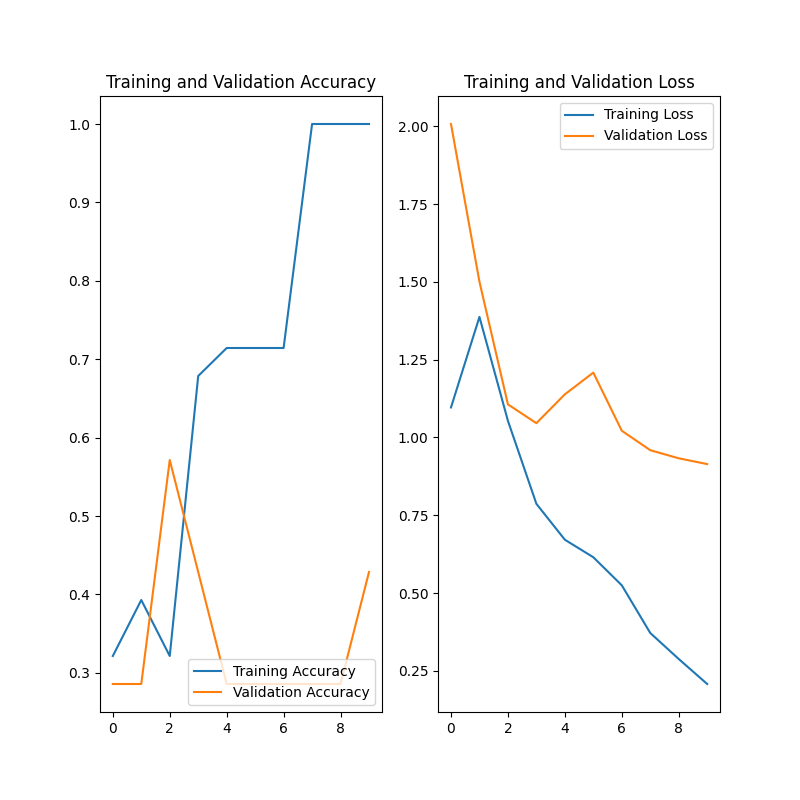 Training and Validation Accuracy
1.0
0.9
0.8
0.7
0.6
0.5
0.4
0.3
Training Accuracy
Validation Accuracy
0 2 4 6 8
Training and Validation Loss
Training Loss
Validation Loss
2.00
1.75
1.50
1.25
1.00
0.75
0.50
0.25
0 2 4 6 8